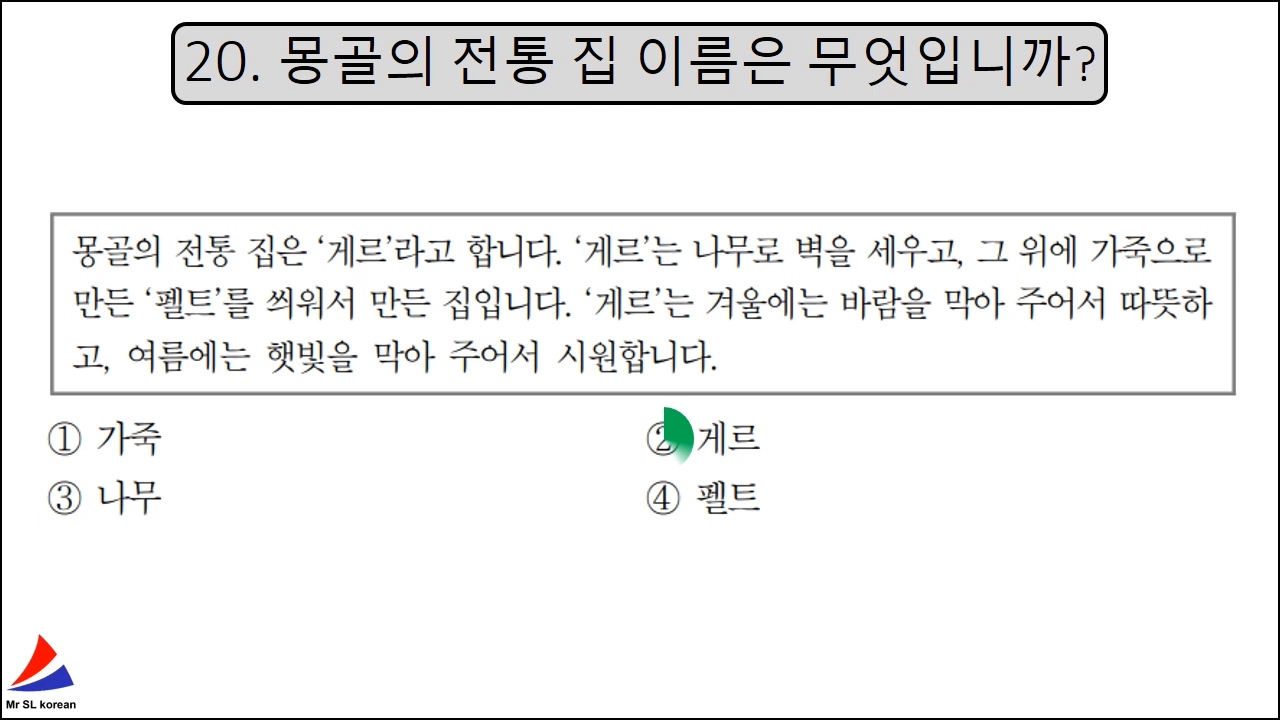 20. 몽골의 전통 집 이름은 무엇입니까?
몽골의 전통 집은 ‘게르’라고 합니다. ‘게르’는 나무로 벽을 세우고, 그 위에 가죽으로
만든 ‘펠트’를 씌워서 만든 집입니다. ‘게르’는 겨울에는 바람을 막아 주어서 따뜻하
고, 여름에는 햇빛을 막아 주어서 시원합니다.
① 가죽
② 게르
③ 나무
④ 펠트
Mr SL korean